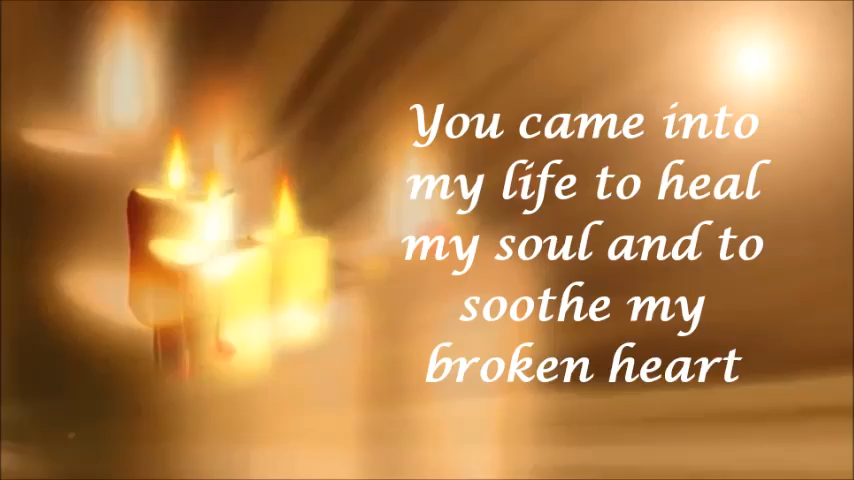 You came into
my life to heal
my soul and to
soothe my
broken heart